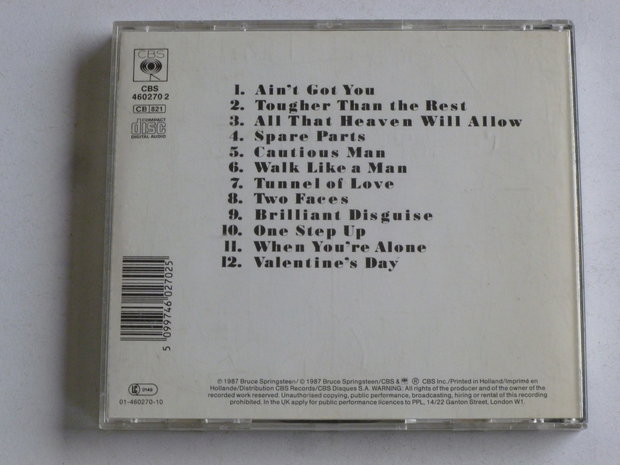 CBS
CBS
460270 2
CB 821
COMPACT
disc
DIGITAL AUDIO
1. Ain't Got You
2. Tougher Than the Rest
3. All That Heaven Will Allow
4. Spare Parts
5. Cautious Man
6. Walk Like a Man
7. Tunnel of Love
8. Two Faces
9. Brilliant Disguise
10. One Step Up
11. When You're Alone
12. Valentine's Day
5 099746 027025
01-460270-10
℗ 1987 Bruce Springsteen/ © 1987 Bruce Springsteen/CBS & ® CBS Inc./Printed in Holland/Imprimé en
Hollande/Distribution CBS Records/CBS Disques S.A. WARNING: All rights of the producer and of the owner of the
recorded work reserved. Unauthorised copying, public performance, broadcasting, hiring or rental of this recording
prohibited. In the UK apply for public performance licences to PPL, 14/22 Ganton Street, London W1.